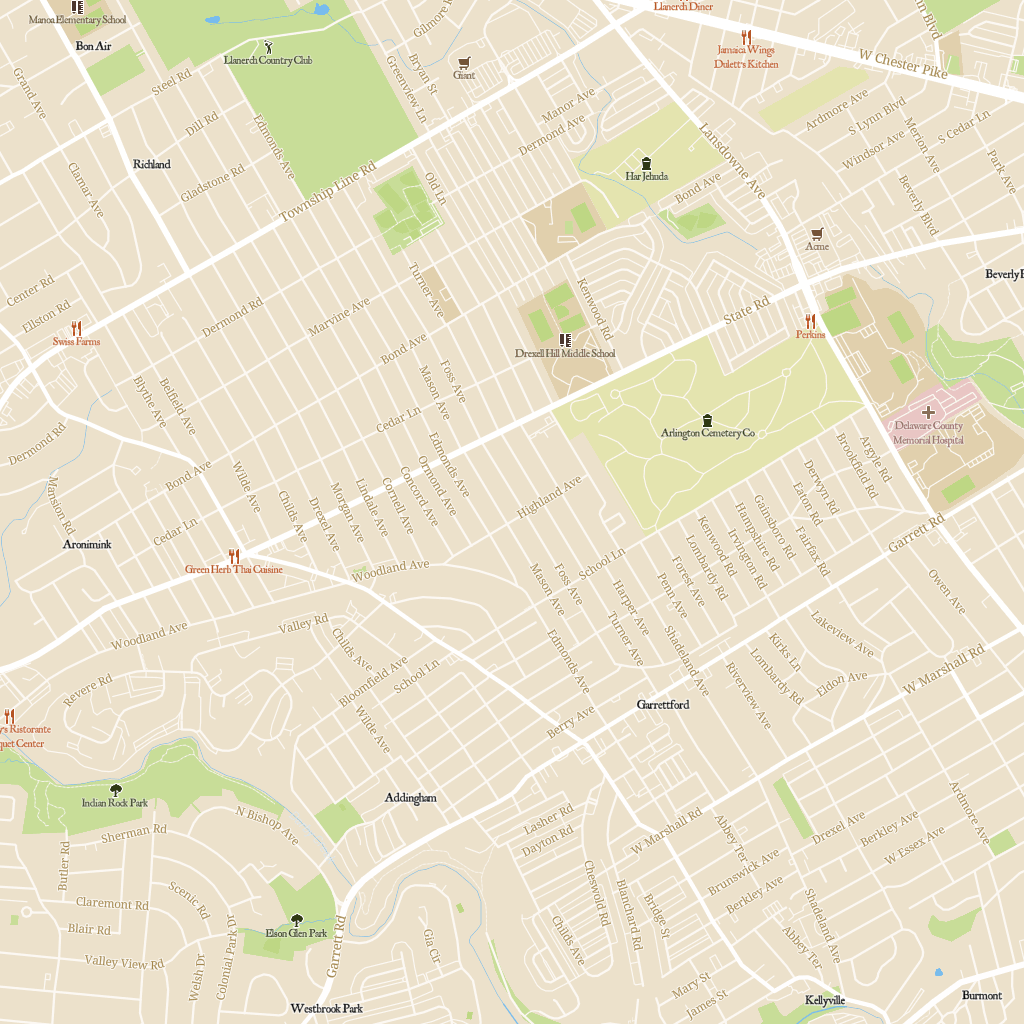 Llanerch Diner
Manoa Elementary School
Gilmore R
nn Blvd
Bon Air
Jamaica Wings
Dulett's Kitchen
Llanerch Country Club
W Chester Pike
Giant
Bryan St
Greenview Ln
Steel Rd
Grand Ave
Manor Ave
Ardmore Ave
Dill Rd
Dermond Ave
S Lynn Blvd
S Cedar Ln
Edmonds Ave
Lansdowne Ave
Merion Ave
Windsor Ave
Richland
Park Ave
Har Jehuda
Gladstone Rd
Clamar Ave
Township Line Rd
Old Ln
Bond Ave
Beverly Blvd
Acme
Beverly
Center Rd
Turner Ave
Kenwood Rd
State Rd
Ellston Rd
Dermond Rd
Marvine Ave
Perkins
Swiss Farms
Bond Ave
Drexell Hill Middle School
Foss Ave
Mason Ave
Blythe Ave
Belfield Ave
Cedar Ln
Arlington Cemetery Co
Delaware County
Memorial Hospital
Dermond Rd
Edmonds Ave
Argyle Rd
Brookfield Rd
Bond Ave
Wilde Ave
Ormond Ave
Concord Ave
Cornell Ave
Lindale Ave
Morgan Ave
Drexel Ave
Childs Ave
Highland Ave
Derwyn Rd
Eaton Rd
Mansion Rd
Gainsboro Rd
Hampshire Rd
Irvington Rd
Kenwood Rd
Lombardy Rd
Forest Ave
Fairfax Rd
Garrett Rd
Cedar Ln
Aronimink
Green Herb Thai Cuisine
Woodland Ave
School Ln
Mason Ave
Foss Ave
Penn Ave
Harper Ave
Turner Ave
Owen Ave
Woodland Ave
Valley Rd
Childs Ave
Bloomfield Ave
School Ln
Edmonds Ave
Shadeland Ave
Lakeview Ave
Kirks Ln
Lombardy Rd
Riverview Ave
Eldon Ave
W Marshall Rd
Revere Rd
Garrettford
Wilde Ave
Berry Ave
y's Ristorante
quet Center
Indian Rock Park
Addingham
N Bishop Ave
Sherman Rd
Lasher Rd
Dayton Rd
W Marshall Rd
Abbey Ter
Drexel Ave
Berkley Ave
Ardmore Ave
W Essex Ave
Butler Rd
Brunswick Ave
Berkley Ave
Scenic Rd
Claremont Rd
Cheswold Rd
Blanchard Rd
Bridge St
Shadeland Ave
Blair Rd
Elson Glen Park
Colonial Park Dr
Gia Cir
Childs Ave
Abbey Ter
Valley View Rd
Welsh Dr
Garrett Rd
Mary St
James St
Westbrook Park
Kellyville
Burmont